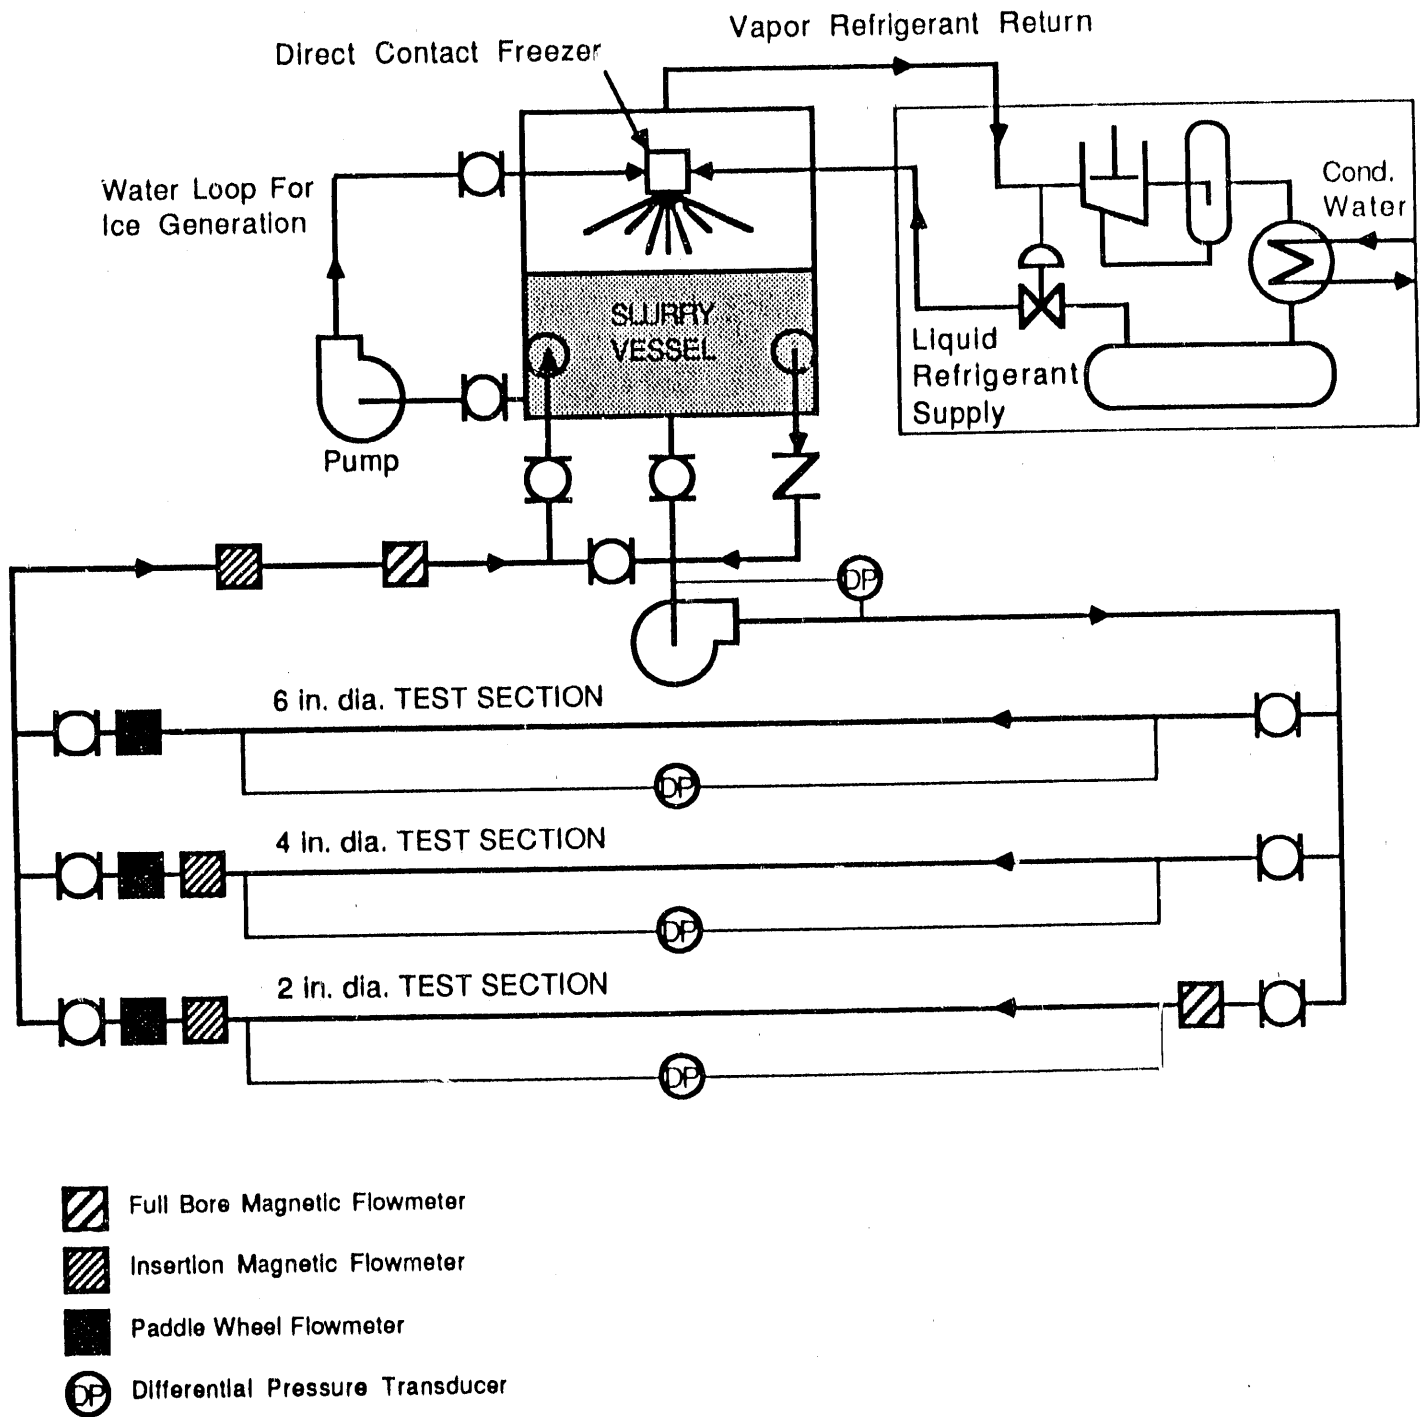 Vapor Refrigerant Return
Direct Contact Freezer
Water Loop For
Ice Generation
Cond.
Water
SLURRY
VESSEL
Liquid
Refrigerant
Supply
Pump
DP
6 in. dia. TEST SECTION
DP
4 in. dia. TEST SECTION
DP
2 in. dia. TEST SECTION
DP
Full Bore Magnetic Flowmeter
Insertion Magnetic Flowmeter
Paddle Wheel Flowmeter
DP Differential Pressure Transducer